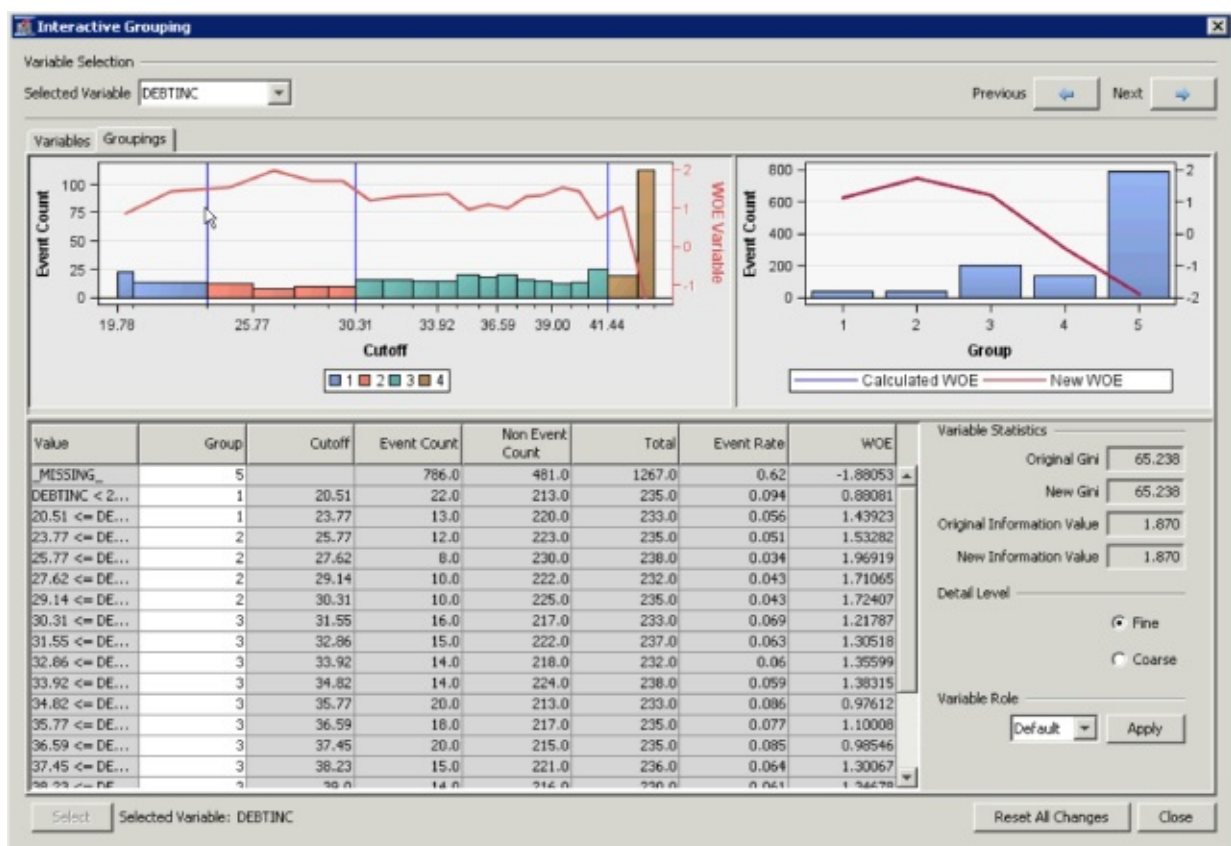 Interactive Grouping
Variable Selection
Selected Variable DEBTINC Previous Next
Variables Groupings
Event Count 100 75 50 25 0
2 1 0 -1 WOE Variable
19.78 25.77 30.31 33.92 36.59 39.00 41.44
Cutoff
1 2 3 4
Event Count 800 600 400 200 0
2 1 0 -1 -2
1 2 3 4 5
Group
Calculated WOE New WOE
Value Group Cutoff Event Count Non Event Count Total Event Rate WOE
_MISSING_ 5 786.0 481.0 1267.0 0.62 -1.88053
DEBTINC < 2... 1 20.51 22.0 213.0 235.0 0.094 0.88081
20.51 <= DE... 1 23.77 13.0 220.0 233.0 0.056 1.43923
23.77 <= DE... 2 25.77 12.0 223.0 235.0 0.051 1.53282
25.77 <= DE... 2 27.62 8.0 230.0 238.0 0.034 1.96919
27.62 <= DE... 2 29.14 10.0 222.0 232.0 0.043 1.71065
29.14 <= DE... 2 30.31 10.0 225.0 235.0 0.043 1.72407
30.31 <= DE... 3 31.55 16.0 217.0 233.0 0.069 1.21787
31.55 <= DE... 3 32.86 15.0 222.0 237.0 0.063 1.30518
32.86 <= DE... 3 33.92 14.0 218.0 232.0 0.06 1.35599
33.92 <= DE... 3 34.82 14.0 224.0 238.0 0.059 1.38315
34.82 <= DE... 3 35.77 20.0 213.0 233.0 0.086 0.97612
35.77 <= DE... 3 36.59 18.0 217.0 235.0 0.077 1.10008
36.59 <= DE... 3 37.45 20.0 215.0 235.0 0.085 0.98546
37.45 <= DE... 3 38.23 15.0 221.0 236.0 0.064 1.30067
Variable Statistics
Original Gini 65.238
New Gini 65.238
Original Information Value 1.870
New Information Value 1.870
Detail Level
Fine
Coarse
Variable Role
Default Apply
Select Selected Variable: DEBTINC Reset All Changes Close